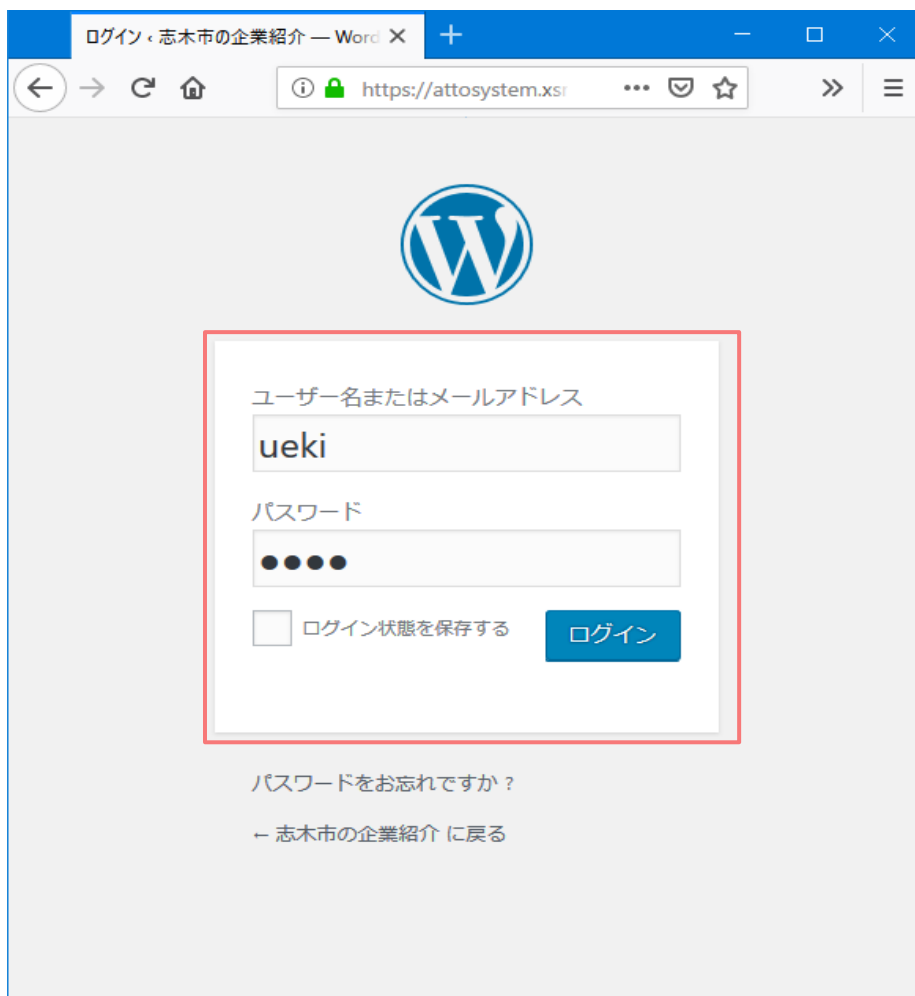 ログイン ‹ 志木市の企業紹介 — Word
https://attosystem.xsr
ユーザー名またはメールアドレス
ueki
パスワード
●●●●
ログイン状態を保存する
ログイン
パスワードをお忘れですか ?
← 志木市の企業紹介 に戻る